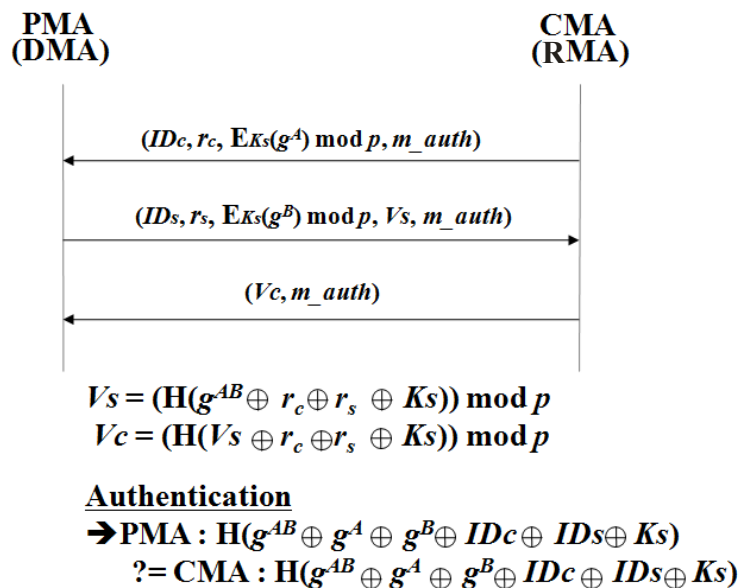 PMA CMA
(DMA) (RMA)
(IDc, rc, EKs(g^A) mod p, m_auth)
(IDs, rs, EKs(g^B) mod p, Vs, m_auth)
(Vc, m_auth)
Vs = (H(g^AB ⊕ rc ⊕ rs ⊕ Ks)) mod p
Vc = (H(Vs ⊕ rc ⊕ rs ⊕ Ks)) mod p
Authentication
➔PMA : H(g^AB ⊕ g^A ⊕ g^B ⊕ IDc ⊕ IDs ⊕ Ks)
?= CMA : H(g^AB ⊕ g^A ⊕ g^B ⊕ IDc ⊕ IDs ⊕ Ks)